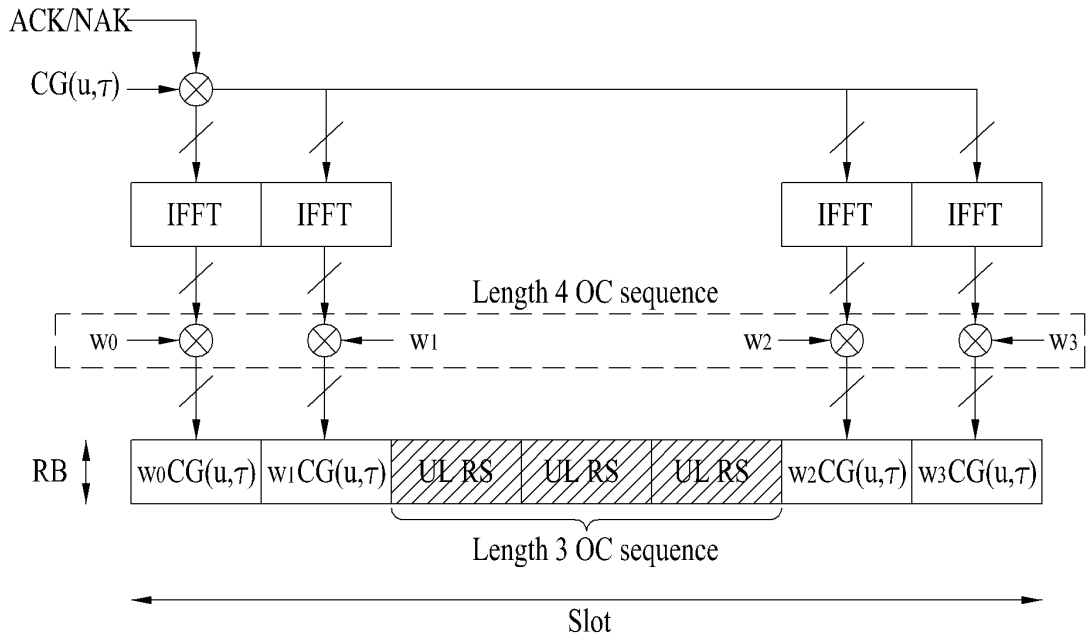 ACK/NAK
CG(u,τ)
IFFT IFFT IFFT IFFT
Length 4 OC sequence
w0 w1 w2 w3
RB w0CG(u,τ) w1CG(u,τ) UL RS UL RS UL RS w2CG(u,τ) w3CG(u,τ)
Length 3 OC sequence
Slot